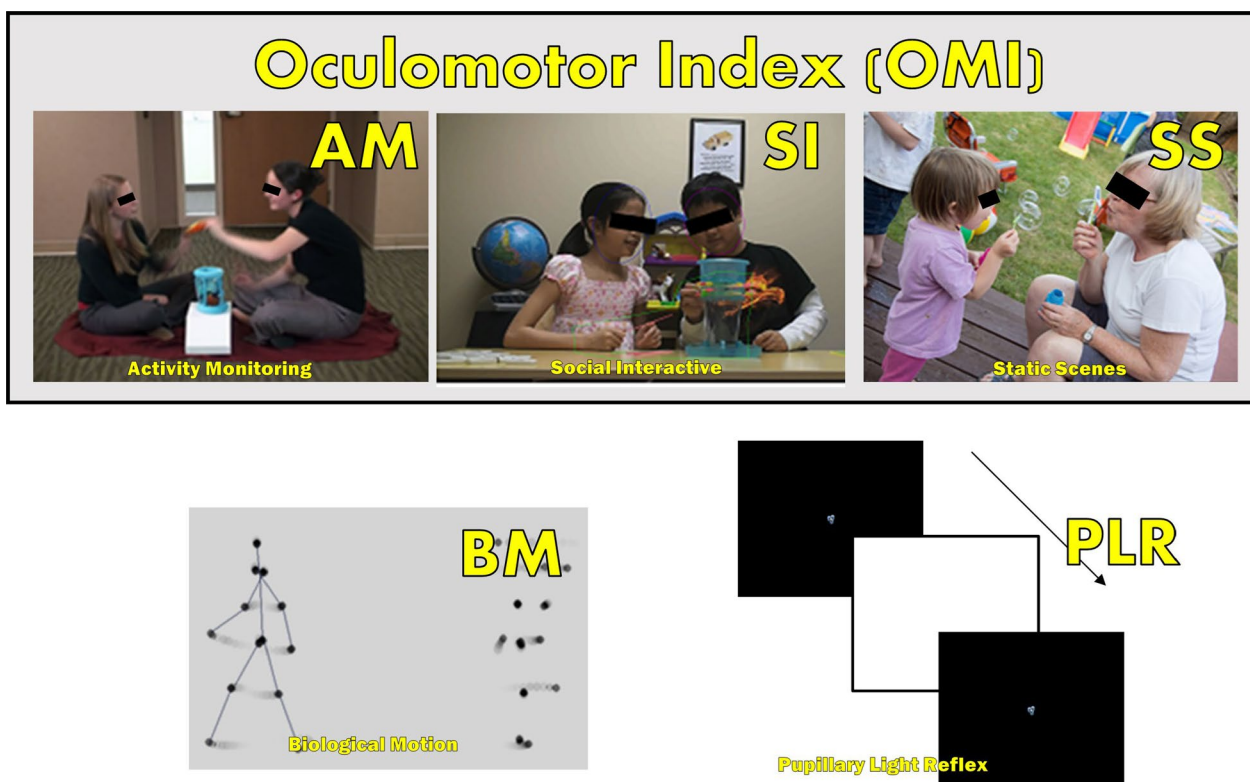 Oculomotor Index (OMI)
AM
Activity Monitoring
SI
Social Interactive
SS
Static Scenes
BM
Biological Motion
PLR
Pupillary Light Reflex